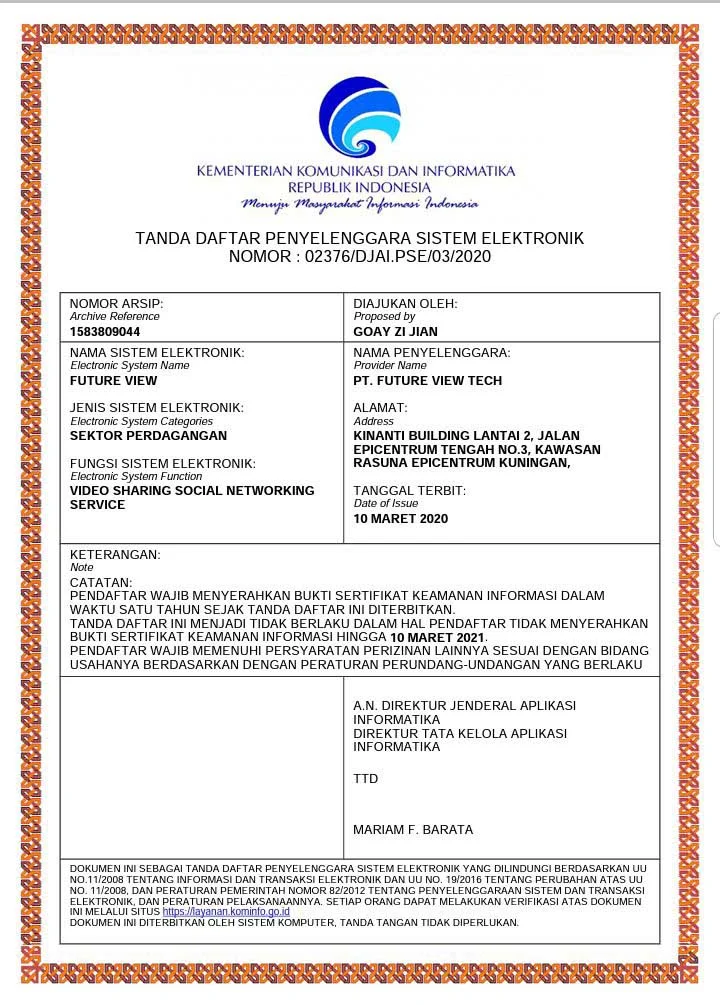 KEMENTERIAN KOMUNIKASI DAN INFORMATIKA
REPUBLIK INDONESIA
Menuju Masyarakat Informasi Indonesia
TANDA DAFTAR PENYELENGGARA SISTEM ELEKTRONIK
NOMOR : 02376/DJAI.PSE/03/2020
NOMOR ARSIP:
Archive Reference
1583809044
DIAJUKAN OLEH:
Proposed by
GOAY ZI JIAN
NAMA SISTEM ELEKTRONIK:
Electronic System Name
FUTURE VIEW
JENIS SISTEM ELEKTRONIK:
Electronic System Categories
SEKTOR PERDAGANGAN
FUNGSI SISTEM ELEKTRONIK:
Electronic System Function
VIDEO SHARING SOCIAL NETWORKING
SERVICE
NAMA PENYELENGGARA:
Provider Name
PT. FUTURE VIEW TECH
ALAMAT:
Address
KINANTI BUILDING LANTAI 2, JALAN
EPICENTRUM TENGAH NO.3, KAWASAN
RASUNA EPICENTRUM KUNINGAN,
TANGGAL TERBIT:
Date of Issue
10 MARET 2020
KETERANGAN:
Note
CATATAN:
PENDAFTAR WAJIB MENYERAHKAN BUKTI SERTIFIKAT KEAMANAN INFORMASI DALAM
WAKTU SATU TAHUN SEJAK TANDA DAFTAR INI DITERBITKAN.
TANDA DAFTAR INI MENJADI TIDAK BERLAKU DALAM HAL PENDAFTAR TIDAK MENYERAHKAN
BUKTI SERTIFIKAT KEAMANAN INFORMASI HINGGA 10 MARET 2021.
PENDAFTAR WAJIB MEMENUHI PERSYARATAN PERIZINAN LAINNYA SESUAI DENGAN BIDANG
USAHANYA BERDASARKAN DENGAN PERATURAN PERUNDANG-UNDANGAN YANG BERLAKU
A.N. DIREKTUR JENDERAL APLIKASI
INFORMATIKA
DIREKTUR TATA KELOLA APLIKASI
INFORMATIKA
TTD
MARIAM F. BARATA
DOKUMEN INI SEBAGAI TANDA DAFTAR PENYELENGGARA SISTEM ELEKTRONIK YANG DILINDUNGI BERDASARKAN UU
NO.11/2008 TENTANG INFORMASI DAN TRANSAKSI ELEKTRONIK DAN UU NO. 19/2016 TENTANG PERUBAHAN ATAS UU
NO. 11/2008, DAN PERATURAN PEMERINTAH NOMOR 82/2012 TENTANG PENYELENGGARAAN SISTEM DAN TRANSAKSI
ELEKTRONIK, DAN PERATURAN PELAKSANAANNYA. SETIAP ORANG DAPAT MELAKUKAN VERIFIKASI ATAS DOKUMEN
INI MELALUI SITUS https://layanan.kominfo.go.id
DOKUMEN INI DITERBITKAN OLEH SISTEM KOMPUTER, TANDA TANGAN TIDAK DIPERLUKAN.